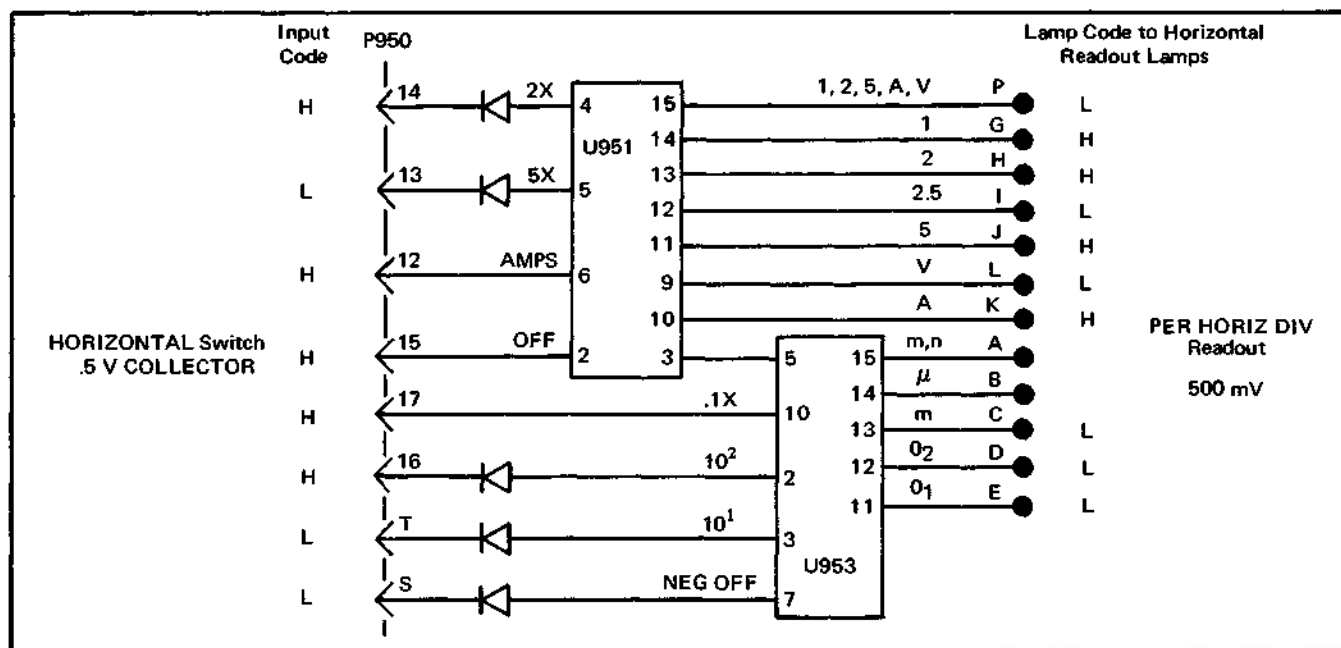 Input Code
P950
Lamp Code to Horizontal Readout Lamps
H 14 2X 4 15 1, 2, 5, A, V P L
U951
14 1 G H
13 2 H H
L 13 5X 5
12 2.5 I L
11 5 J H
H 12 AMPS 6
9 V L L
10 A K H
HORIZONTAL Switch
.5 V COLLECTOR
PER HORIZ DIV
Readout
500 mV
H 15 OFF 2 3 5 15 m,n A
14 μ B
H 17 .1X 10
13 m C L
H 16 10² 2
12 0₂ D L
11 0₁ E L
L T 10¹ 3
U953
L S NEG OFF 7